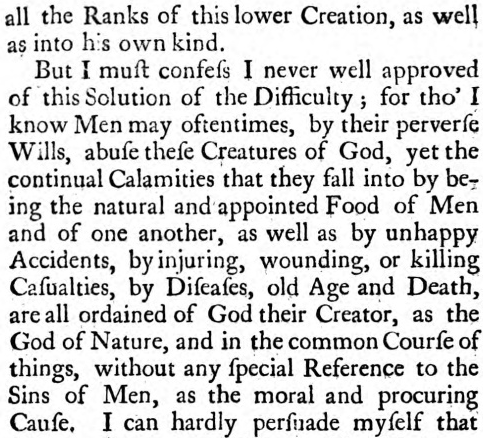 all the Ranks of this lower Creation, as well
as into h's own kind.
But I muſt confeſs I never well approved
of this Solution of the Difficulty ; for tho' I
know Men may oftentimes, by their perverſe
Wills, abuſe theſe Creatures of God, yet the
continual Calamities that they fall into by be-
ing the natural and appointed Food of Men
and of one another, as well as by unhappy
Accidents, by injuring, wounding, or killing
Caſualties, by Diſeaſes, old Age and Death,
are all ordained of God their Creator, as the
God of Nature, and in the common Courſe of
things, without any ſpecial Reference to the
Sins of Men, as the moral and procuring
Cauſe. I can hardly perſuade myſelf that